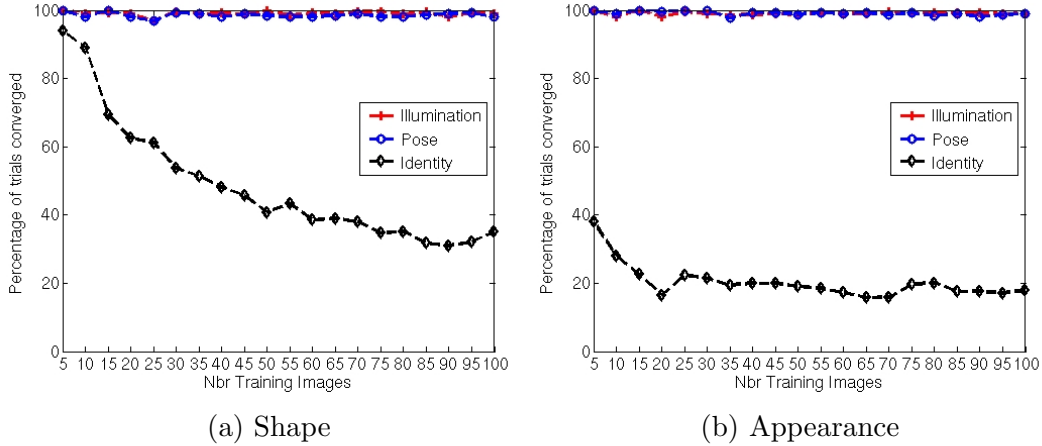 Percentage of trials converged
100
80
60
40
20
0
Illumination
Pose
Identity
5 10 15 20 25 30 35 40 45 50 55 60 65 70 75 80 85 90 95 100
Nbr Training Images
(a) Shape
Percentage of trials converged
100
80
60
40
20
0
Illumination
Pose
Identity
5 10 15 20 25 30 35 40 45 50 55 60 65 70 75 80 85 90 95 100
Nbr Training Images
(b) Appearance